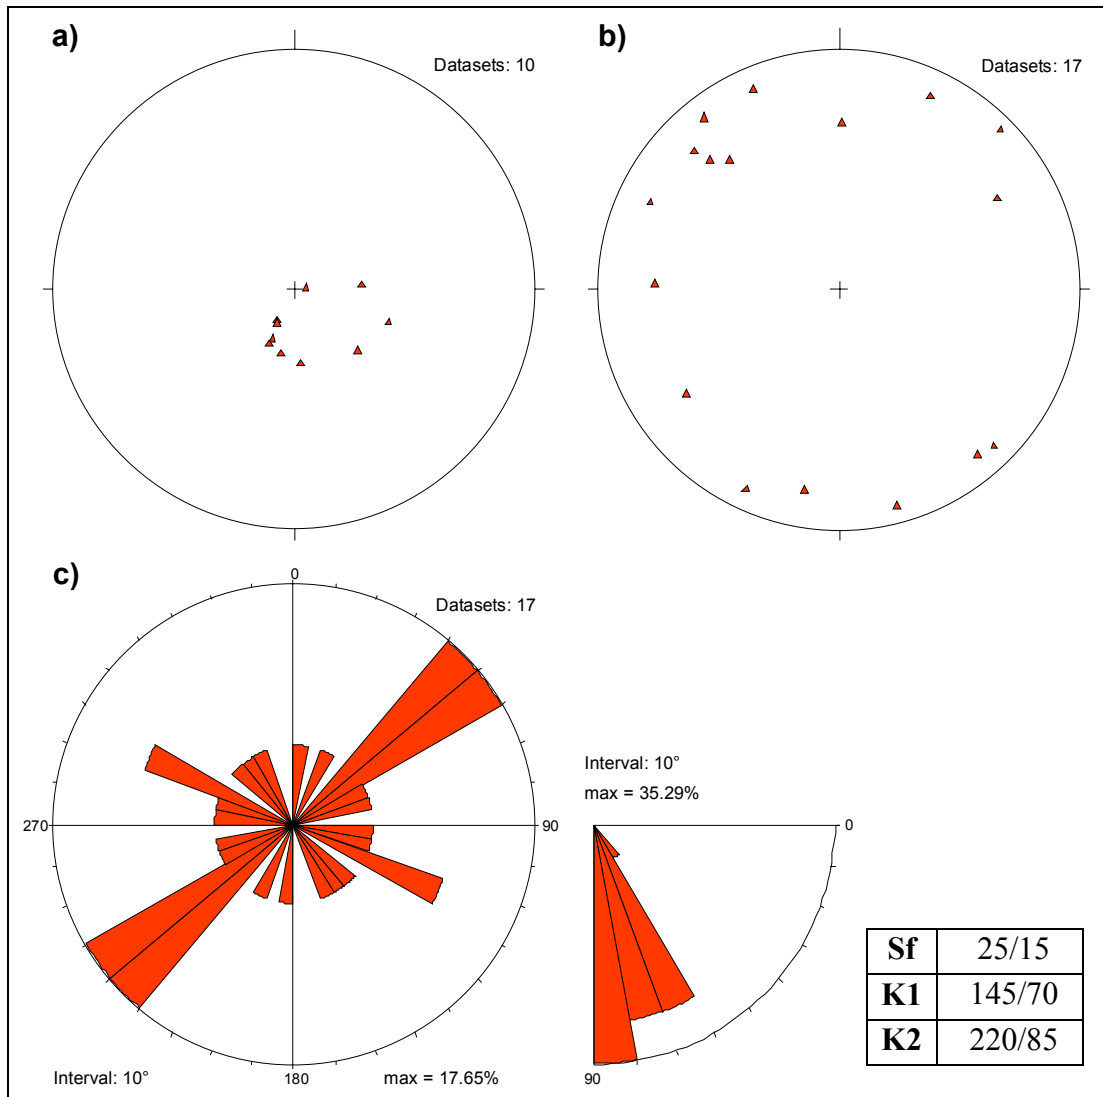 a)
Datasets: 10
b)
Datasets: 17
c)
0
Datasets: 17
270
90
180
Interval: 10°
max = 17.65%
Interval: 10°
max = 35.29%
0
90
Sf 25/15
K1 145/70
K2 220/85